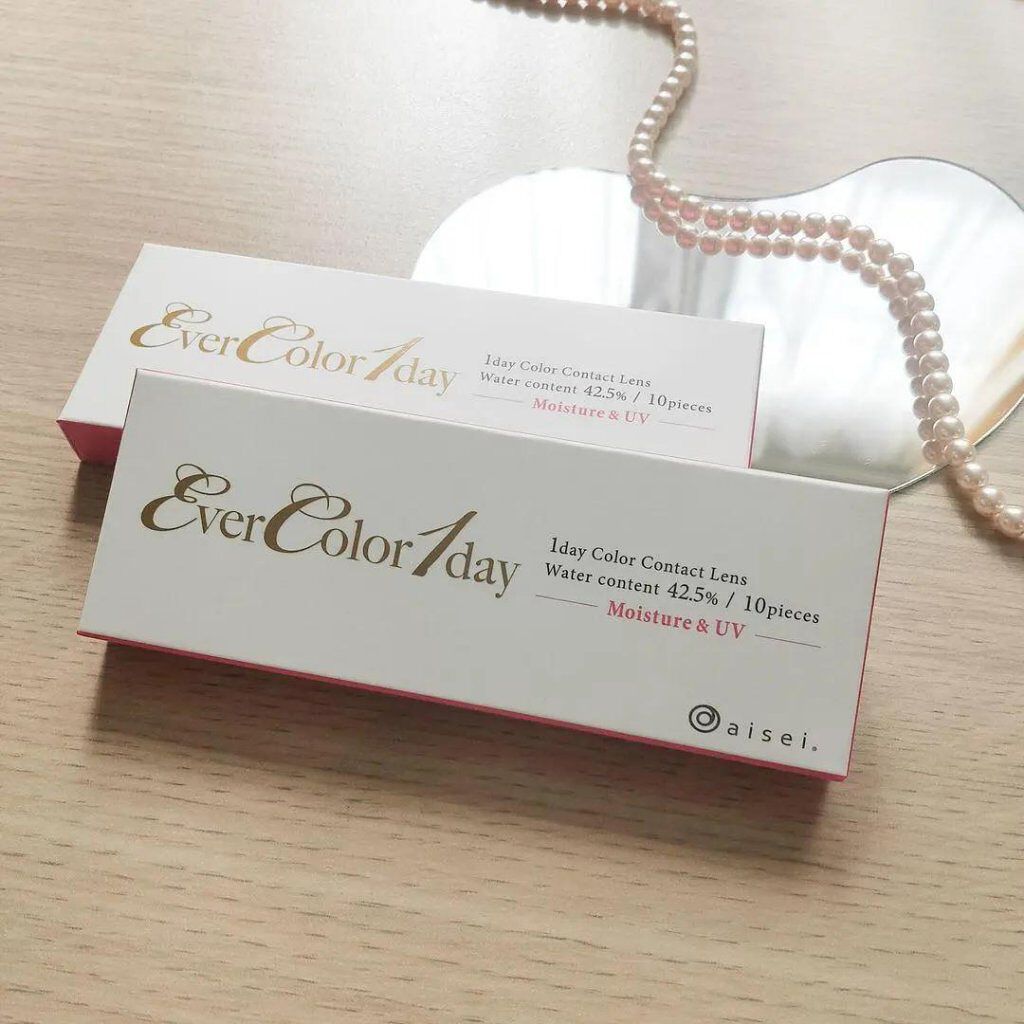 EverColor1day
1day Color Contact Lens
Water content 42.5% / 10pieces
Moisture & UV
EverColor1day
1day Color Contact Lens
Water content 42.5% / 10pieces
Moisture & UV
aisei®